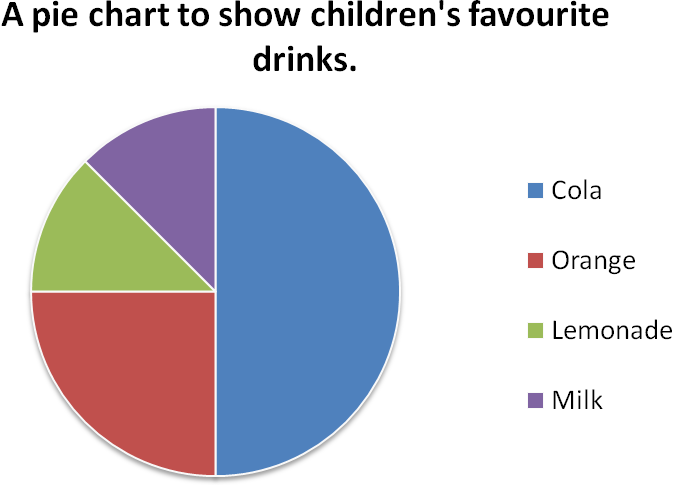 A pie chart to show children's favourite
drinks.
Cola
Orange
Lemonade
Milk